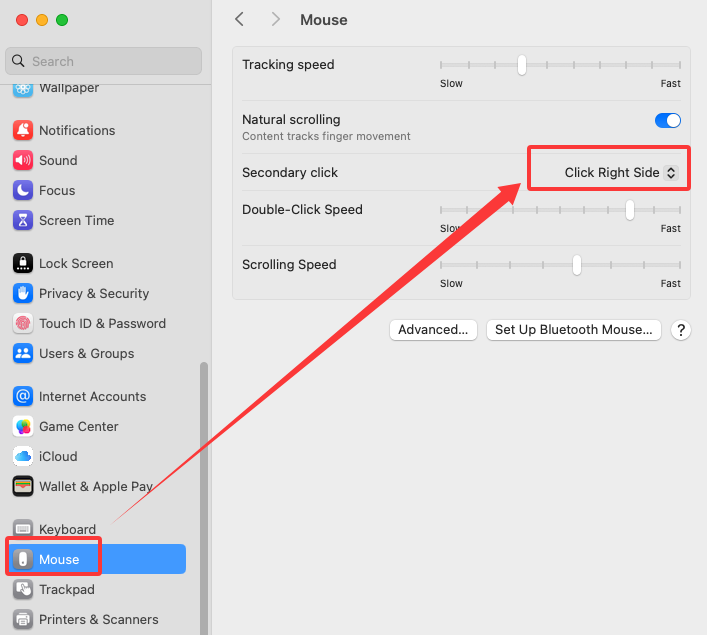 Search
Wallpaper
Notifications
Sound
Focus
Screen Time
Lock Screen
Privacy & Security
Touch ID & Password
Users & Groups
Internet Accounts
Game Center
iCloud
Wallet & Apple Pay
Keyboard
Mouse
Trackpad
Printers & Scanners
Mouse
Tracking speed
Slow Fast
Natural scrolling
Content tracks finger movement
Secondary click Click Right Side
Double-Click Speed
Slow Fast
Scrolling Speed
Slow Fast
Advanced... Set Up Bluetooth Mouse... ?